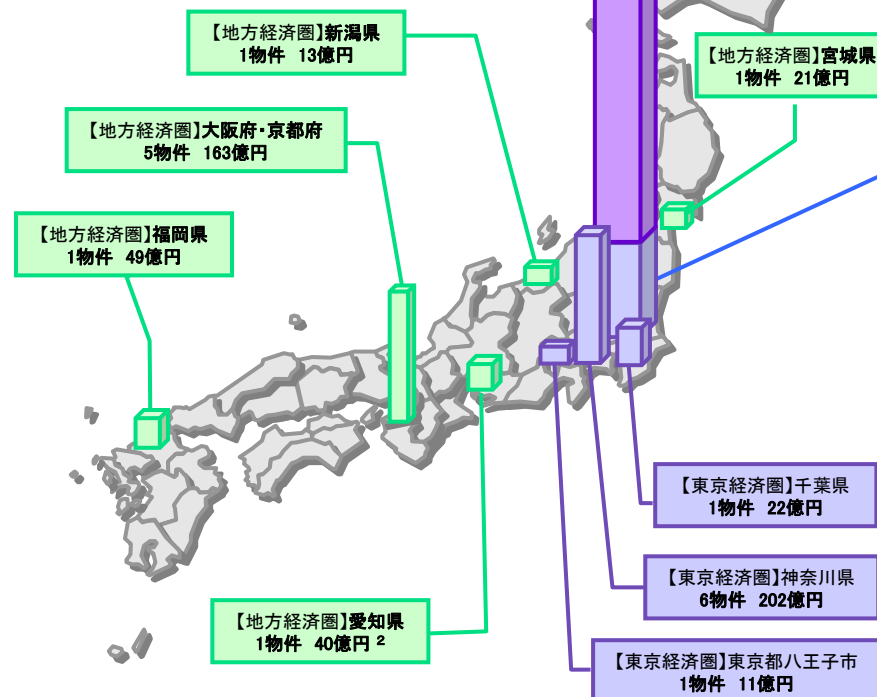 【地方経済圏】新潟県
1物件 13億円
【地方経済圏】宮城県
1物件 21億円
【地方経済圏】大阪府・京都府
5物件 163億円
【地方経済圏】福岡県
1物件 49億円
【東京経済圏】千葉県
1物件 22億円
【東京経済圏】神奈川県
6物件 202億円
【地方経済圏】愛知県
1物件 40億円 2
【東京経済圏】東京都八王子市
1物件 11億円